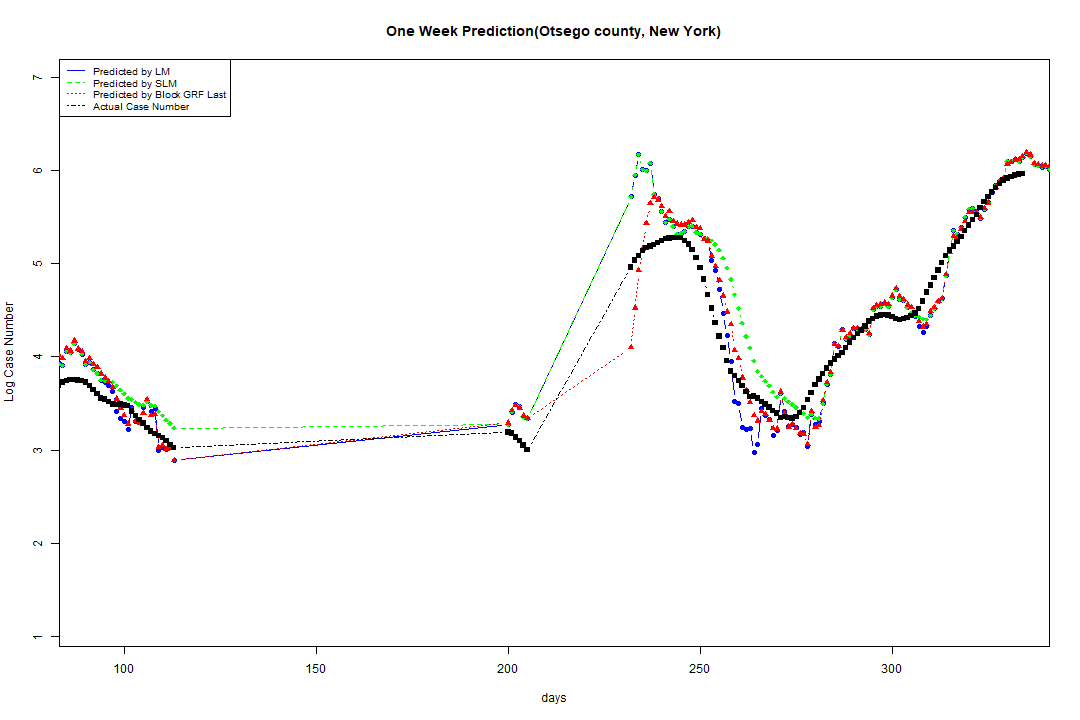 One Week Prediction(Otsego county, New York)
Predicted by LM
Predicted by SLM
Predicted by Block GRF Last
Actual Case Number
Log Case Number
7
6
5
4
3
2
1
100 150 200 250 300
days